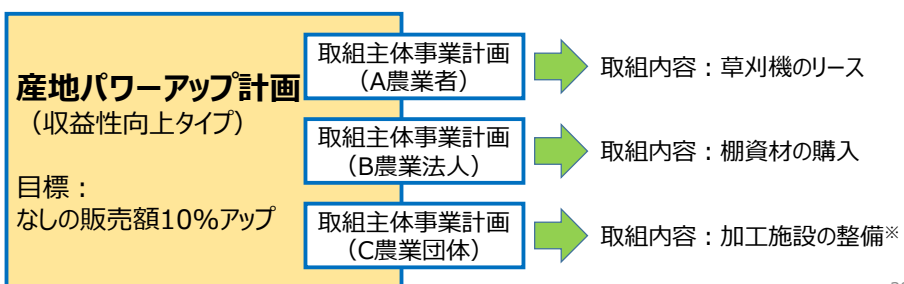 産地パワーアップ計画
（収益性向上タイプ）
目標：
なしの販売額10%アップ
取組主体事業計画
（A農業者）
取組内容：草刈機のリース
取組主体事業計画
（B農業法人）
取組内容：棚資材の購入
取組主体事業計画
（C農業団体）
取組内容：加工施設の整備※